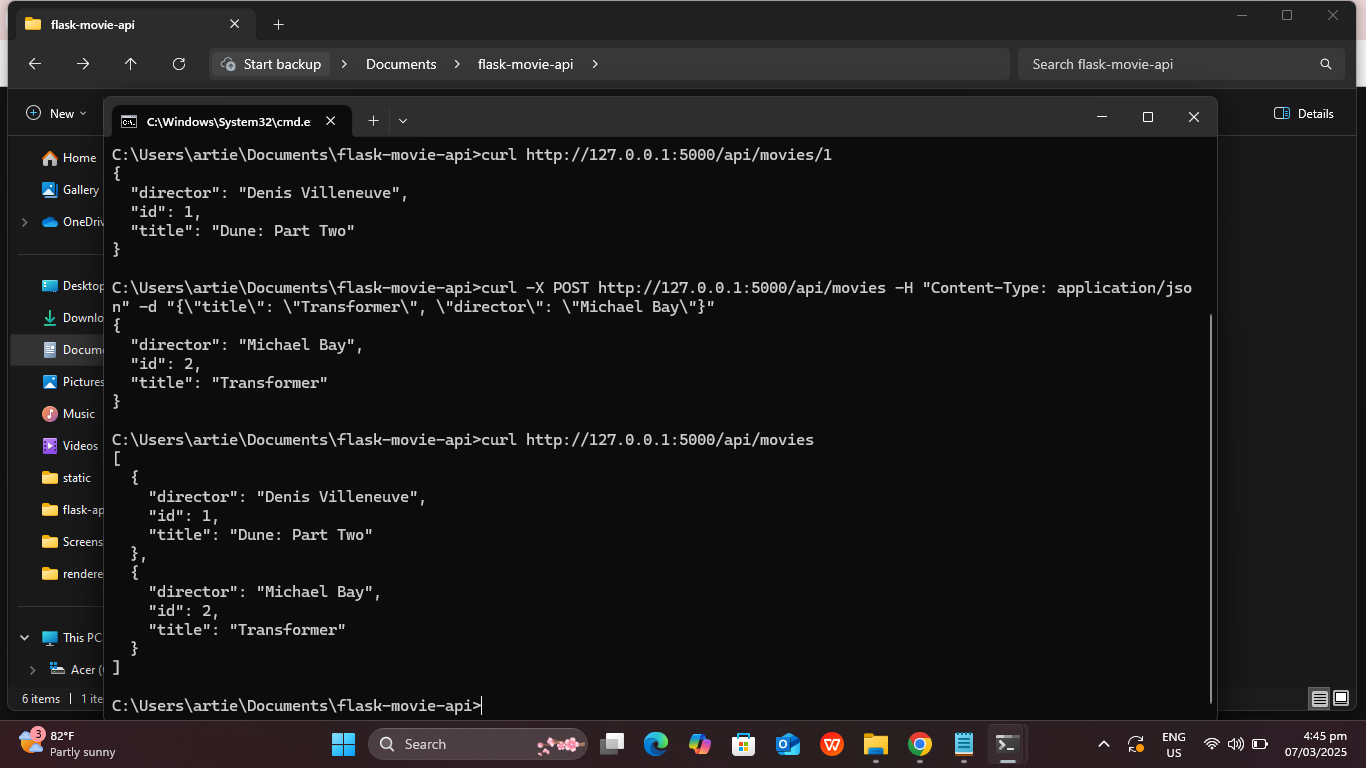 flask-movie-api
Start backup > Documents > flask-movie-api >
Search flask-movie-api
New
Details
C:\Windows\System32\cmd.e
Home
Gallery
OneDriv
Desktop
Downlo
Docume
Pictures
Music
Videos
static
flask-ap
Screens
rendere
This PC
Acer (
6 items
1 ite
C:\Users\artie\Documents\flask-movie-api>curl http://127.0.0.1:5000/api/movies/1
{
  "director": "Denis Villeneuve",
  "id": 1,
  "title": "Dune: Part Two"
}
C:\Users\artie\Documents\flask-movie-api>curl -X POST http://127.0.0.1:5000/api/movies -H "Content-Type: application/jso
n" -d "{\"title\": \"Transformer\", \"director\": \"Michael Bay\"}"
{
  "director": "Michael Bay",
  "id": 2,
  "title": "Transformer"
}
C:\Users\artie\Documents\flask-movie-api>curl http://127.0.0.1:5000/api/movies
[
  {
    "director": "Denis Villeneuve",
    "id": 1,
    "title": "Dune: Part Two"
  },
  {
    "director": "Michael Bay",
    "id": 2,
    "title": "Transformer"
  }
]
C:\Users\artie\Documents\flask-movie-api>
3
82°F
Partly sunny
Search
ENG
US
4:45 pm
07/03/2025